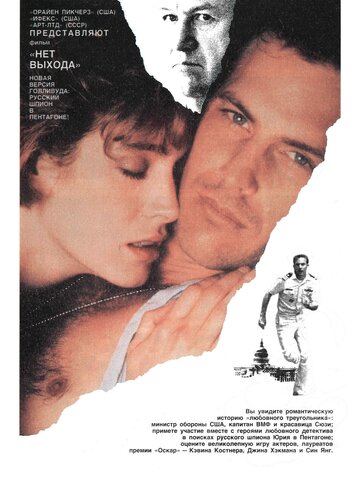 «ОРАЙЕН ПИКЧЕРЗ» (США)
«ИФЕКС» (США)
«АРТ-ЛТД» (СССР)
ПРЕДСТАВЛЯЮТ
фильм
«НЕТ
ВЫХОДА»
НОВАЯ
ВЕРСИЯ
ГОЛЛИВУДА:
РУССКИЙ
ШПИОН
В
ПЕНТАГОНЕ!
Вы увидите романтическую
историю «любовного треугольника»:
министр обороны США, капитан ВМФ и красавица Сюзи;
примете участие вместе с героями любовного детектива
в поисках русского шпиона Юрия в Пентагоне;
оцените великолепную игру актеров, лауреатов
премии «Оскар» – Кэвина Костнера, Джина Хэкмана и Син Янг.